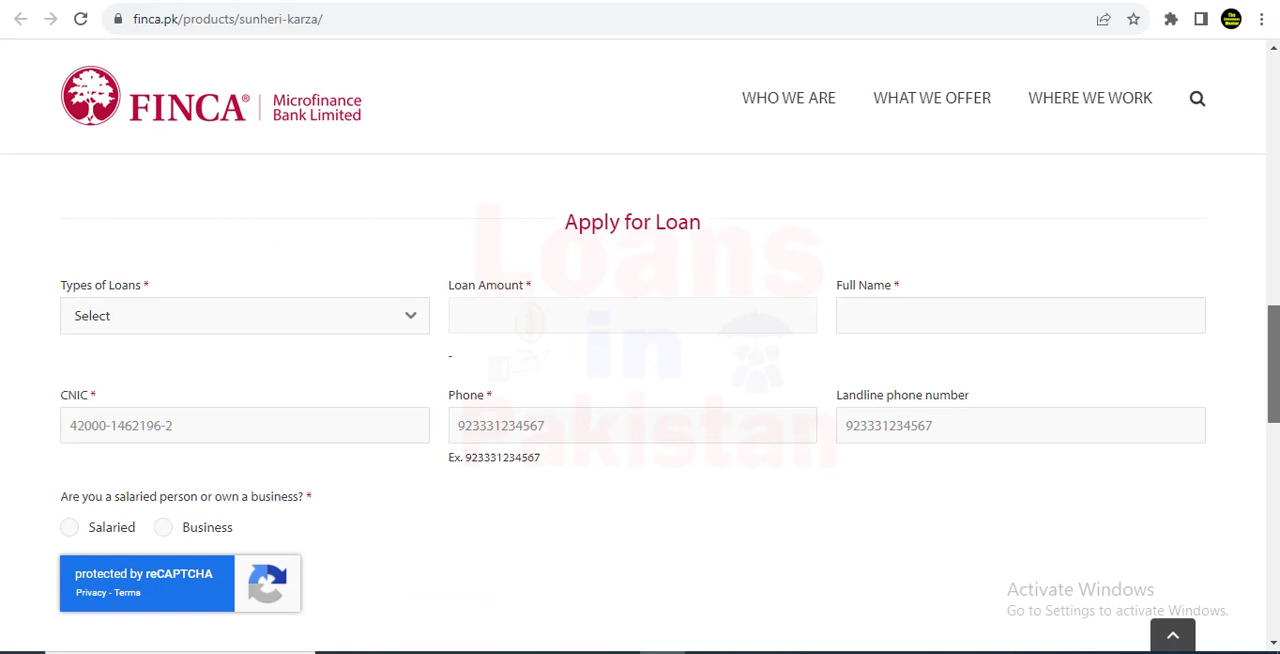 finca.pk/products/sunheri-karza/
FINCA® | Microfinance
Bank Limited
WHO WE ARE
WHAT WE OFFER
WHERE WE WORK
Apply for Loan
Loans
in
Pakistan
Types of Loans *
Loan Amount *
Full Name *
Select
-
CNIC *
Phone *
Landline phone number
42000-1462196-2
923331234567
923331234567
Ex. 923331234567
Are you a salaried person or own a business? *
Salaried
Business
protected by reCAPTCHA
Privacy - Terms
Activate Windows
Go to Settings to activate Windows.